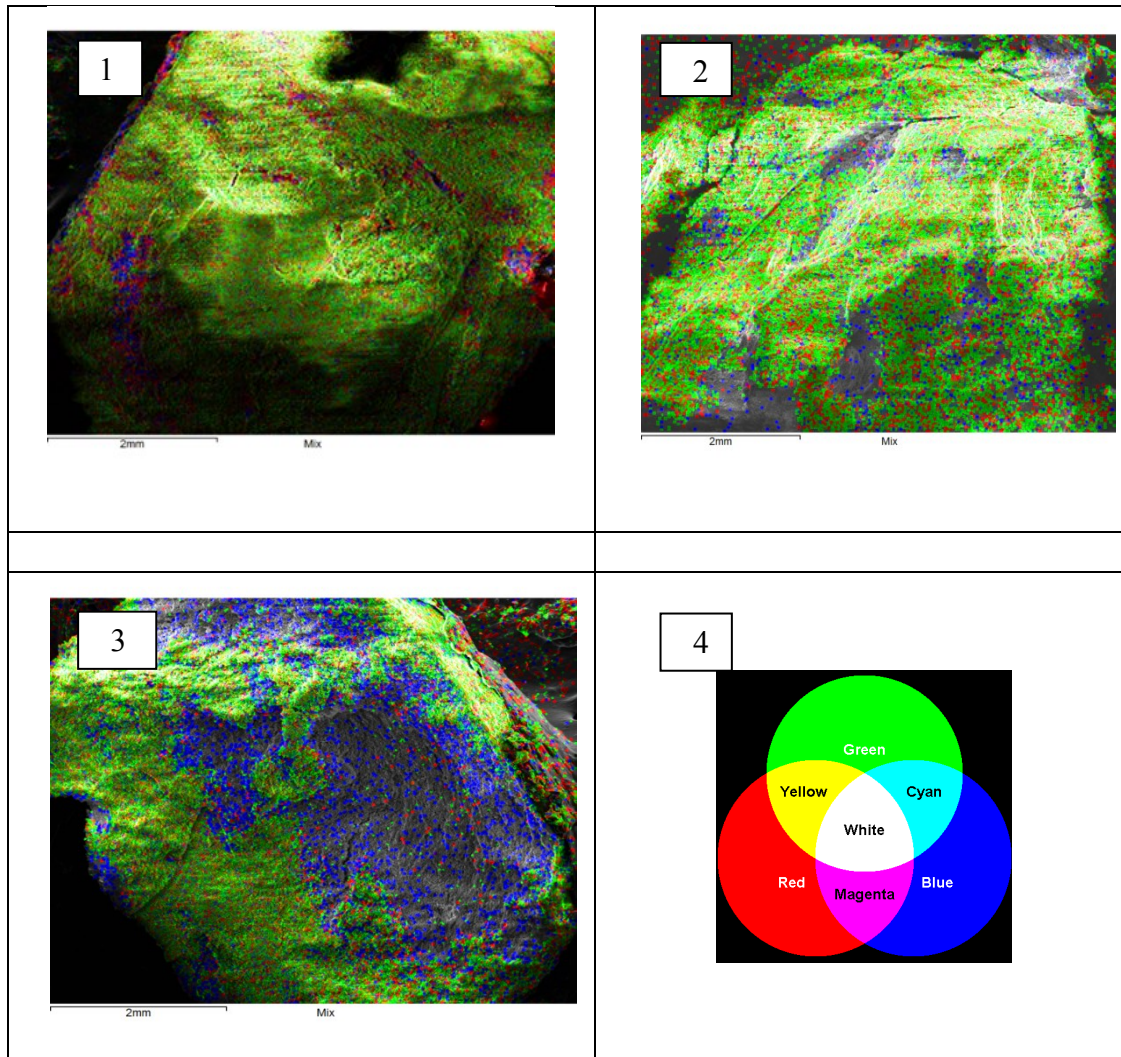 1
2
2mm Mix
2mm Mix
3
4
Green
Yellow Cyan
White
Red Blue
Magenta
2mm Mix